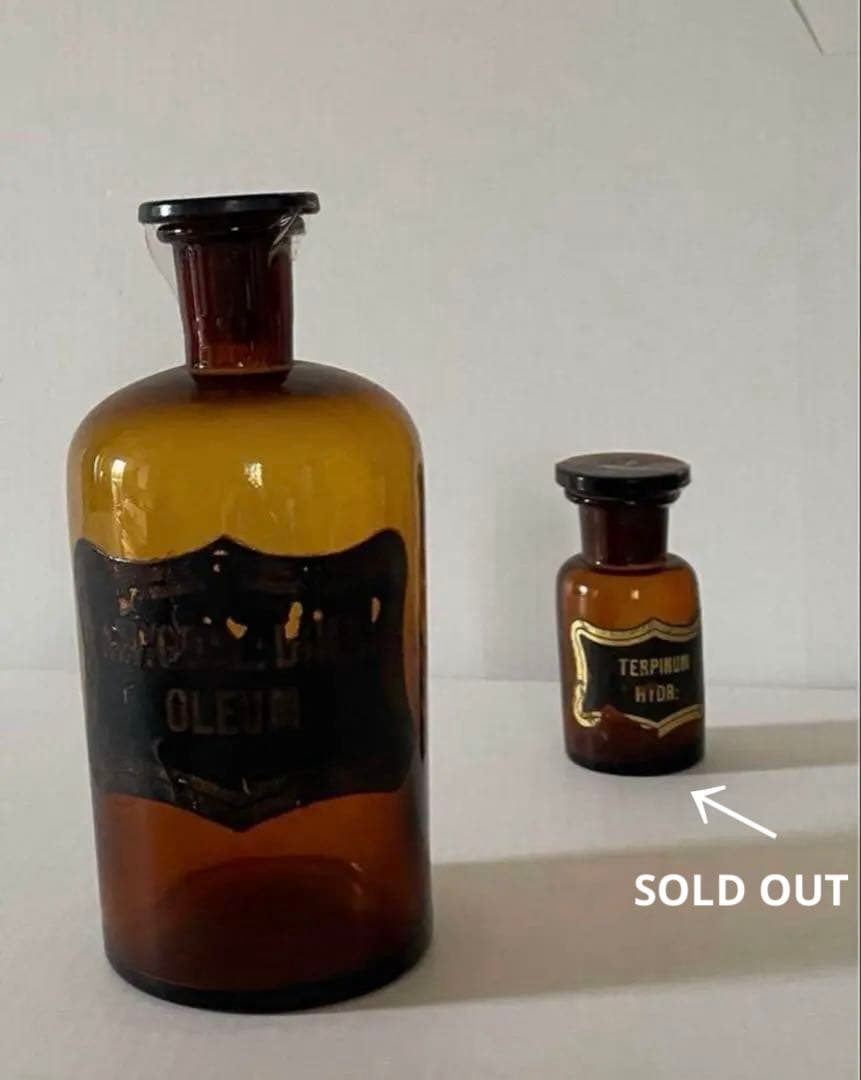 OLEUM
TERPINUM
HYDR.
SOLD OUT